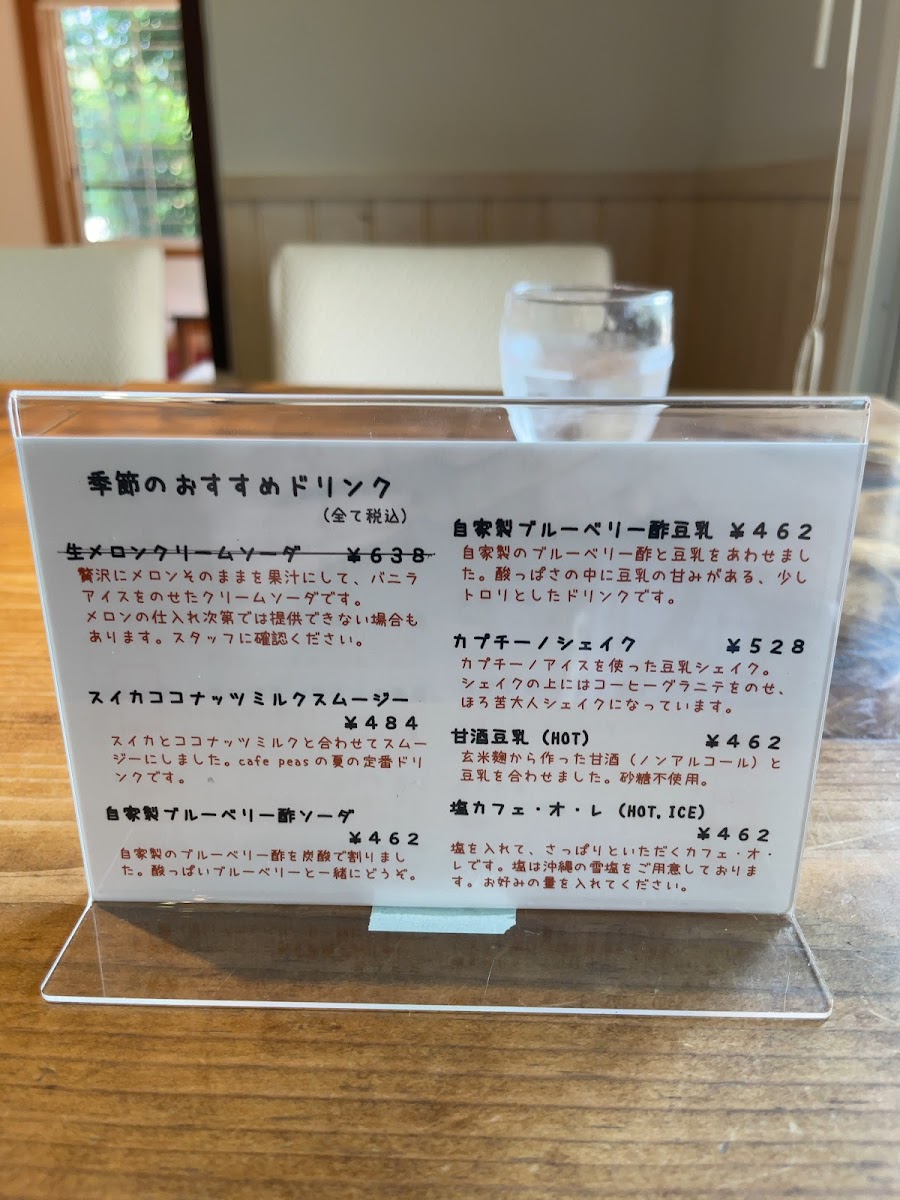 季節のおすすめドリンク
(全て税込)
生メロンクリームソーダ ¥638
贅沢にメロンそのままを果汁にして、バニラ
アイスをのせたクリームソーダです。
メロンの仕入れ次第では提供できない場合も
あります。スタッフに確認ください。
スイカココナッツミルクスムージー
¥484
スイカとココナッツミルクと合わせてスムー
ジーにしました。cafe peasの夏の定番ドリ
ンクです。
自家製ブルーベリー酢ソーダ
¥462
自家製のブルーベリー酢を炭酸で割りまし
た。酸っぱいブルーベリーと一緒にどうぞ。
自家製ブルーベリー酢豆乳 ¥462
自家製のブルーベリー酢と豆乳をあわせまし
た。酸っぱさの中に豆乳の甘みがある、少し
トロリとしたドリンクです。
カプチーノシェイク ¥528
カプチーノアイスを使った豆乳シェイク。
シェイクの上にはコーヒーグラニテをのせ、
ほろ苦大人シェイクになっています。
甘酒豆乳(HOT) ¥462
玄米麹から作った甘酒(ノンアルコール)と
豆乳を合わせました。砂糖不使用。
塩カフェ・オ・レ(HOT,ICE)
¥462
塩を入れて、さっぱりといただくカフェ・オ・
レです。塩は沖縄の雪塩をご用意しておりま
す。お好みの量を入れてください。